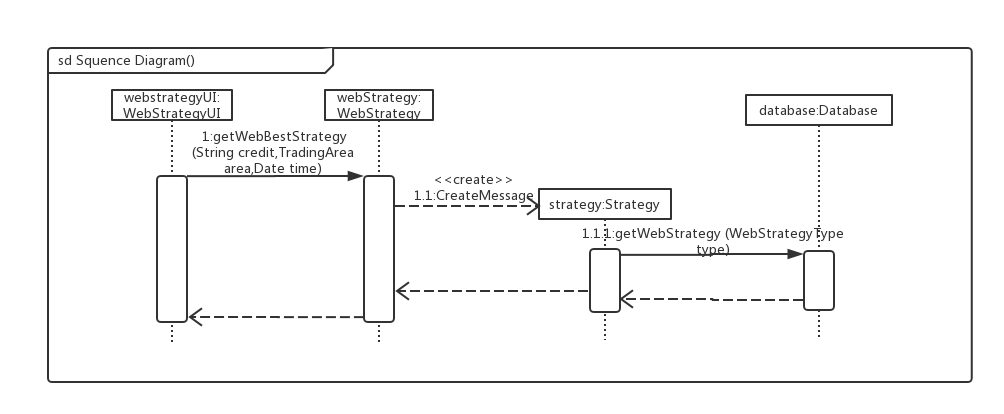 sd Squence Diagram()
webstrategyUI:
WebStrategyUI
webStrategy:
WebStrategy
database:Database
1:getWebBestStrategy
(String credit,TradingArea
area,Date time)
<<create>>
1.1:CreateMessage
strategy:Strategy
1.1.1:getWebStrategy (WebStrategyType
type)